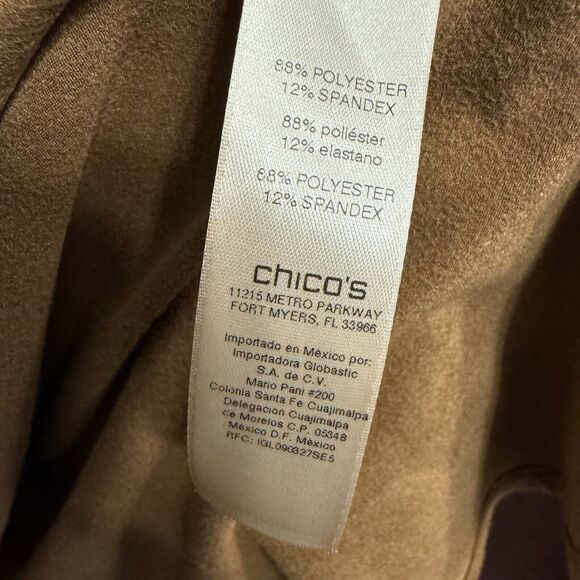 88% POLYESTER
12% SPANDEX
88% poliéster
12% elastano
88% POLYESTER
12% SPANDEX
chico's
11215 METRO PARKWAY
FORT MYERS, FL 33966
Importado en México por:
Importadora Globastic
S.A. de C.V.
Mario Pani #200
Colonia Santa Fe Cuajimalpa
Delegacion Cuajimalpa
de Morelos C.P. 05348
México D.F. México
RFC: IGL090327SE5